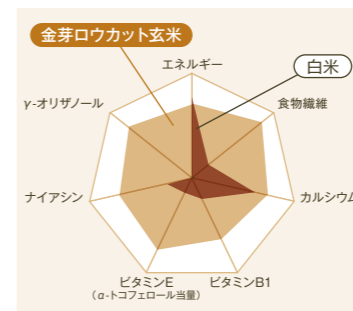 金芽ロウカット玄米
エネルギー
白米
γ-オリザノール
食物繊維
ナイアシン
カルシウム
ビタミンE
(α-トコフェロール当量)
ビタミンB1